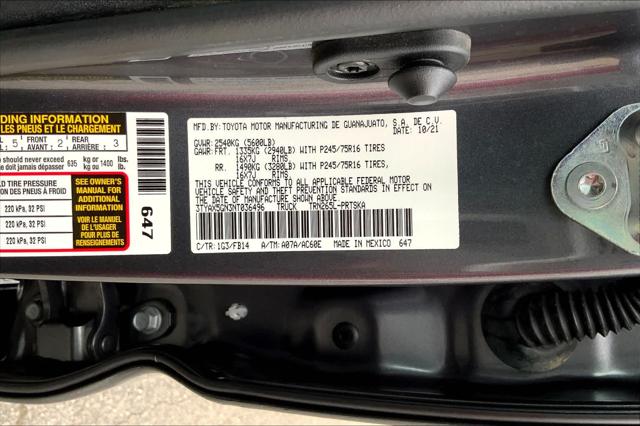 DING INFORMATION
LES PNEUS ET LE CHARGEMENT
L 5 FRONT AVANT : 2 REAR ARRIÈRE : 3
should never exceed
e doit jamais dépasser 635 kg or kg ou 1400 lbs. lb.
TIRE PRESSURE
DES PNEUS À FROID
220 kPa, 32 PSI
220 kPa, 32 PSI
220 kPa, 32 PSI
SEE OWNER'S
MANUAL FOR
ADDITIONAL
INFORMATION
VOIR LE MANUEL
DE L'USAGER
POUR PLUS DE
RENSEIGNEMENTS
647
MFD.BY: TOYOTA MOTOR MANUFACTURING DE GUANAJUATO, S.A. DE C.V.
10/21
GVWR: 2540KG (5600LB)
GAWR: FRT. 1335KG (2940LB) WITH P245/75R16 TIRES
16X7J RIMS,
RR. 1490KG (3280LB) WITH P245/75R16 TIRES,
16X7J RIMS
THIS VEHICLE CONFORMS TO ALL APPLICABLE FEDERAL MOTOR
VEHICLE SAFETY AND THEFT PREVENTION STANDARDS IN EFFECT
ON THE DATE OF MANUFACTURE SHOWN ABOVE.
3TYAX5GN3NT036496 TRUCK TRN265L-PRTSKA
C/TR: 1G3/FB14 A/TM: A07A/AC60E MADE IN MEXICO 647